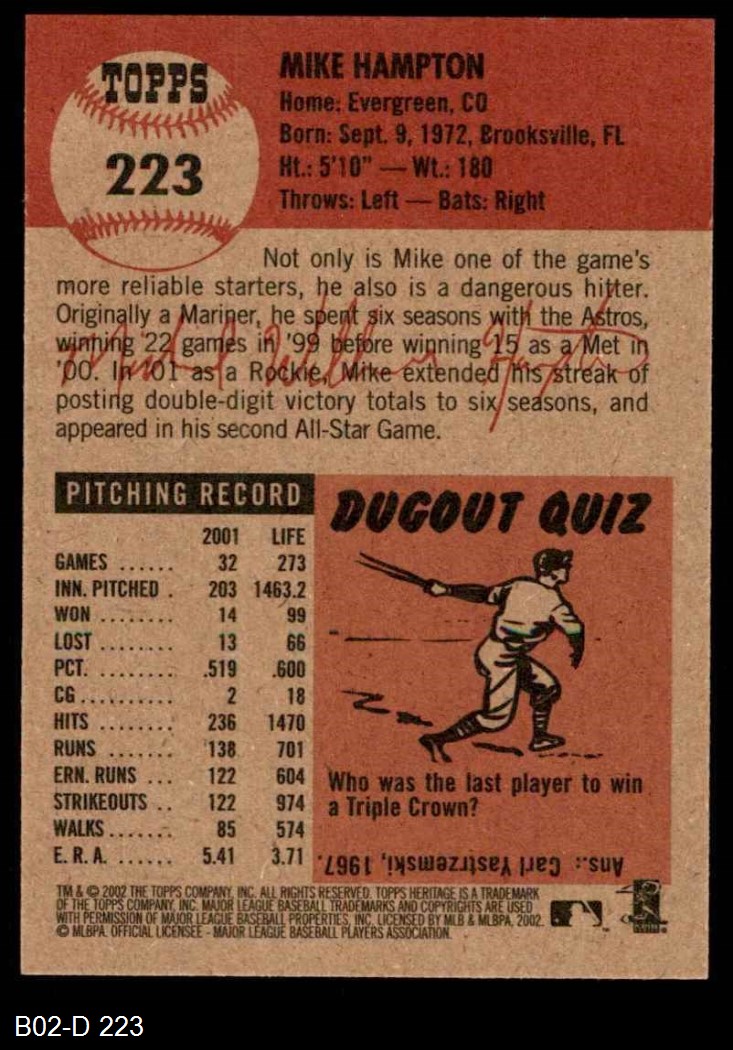 TOPPS
223
MIKE HAMPTON
Home: Evergreen, CO
Born: Sept. 9, 1972, Brooksville, FL
Ht.: 5'10" — Wt.: 180
Throws: Left — Bats: Right
Not only is Mike one of the game's
more reliable starters, he also is a dangerous hitter.
Originally a Mariner, he spent six seasons with the Astros,
winning 22 games in '99 before winning 15 as a Met in
'00. In '01 as a Rockie, Mike extended his streak of
posting double-digit victory totals to six seasons, and
appeared in his second All-Star Game.
PITCHING RECORD
2001 LIFE
GAMES ...... 32 273
INN. PITCHED . 203 1463.2
WON ........ 14 99
LOST ........ 13 66
PCT. ........ .519 .600
CG .......... 2 18
HITS ........ 236 1470
RUNS ....... 138 701
ERN. RUNS ... 122 604
STRIKEOUTS .. 122 974
WALKS ....... 85 574
E. R. A. ...... 5.41 3.71
DUGOUT QUIZ
Who was the last player to win
a Triple Crown?
Ans.: Carl Yastrzemski, 1967.
TM & © 2002 THE TOPPS COMPANY, INC. ALL RIGHTS RESERVED. TOPPS HERITAGE IS A TRADEMARK
OF THE TOPPS COMPANY, INC. MAJOR LEAGUE BASEBALL TRADEMARKS AND COPYRIGHTS ARE USED
WITH PERMISSION OF MAJOR LEAGUE BASEBALL PROPERTIES, INC. LICENSED BY MLB & MLBPA, 2002.
© MLBPA. OFFICIAL LICENSEE - MAJOR LEAGUE BASEBALL PLAYERS ASSOCIATION.
B02-D 223